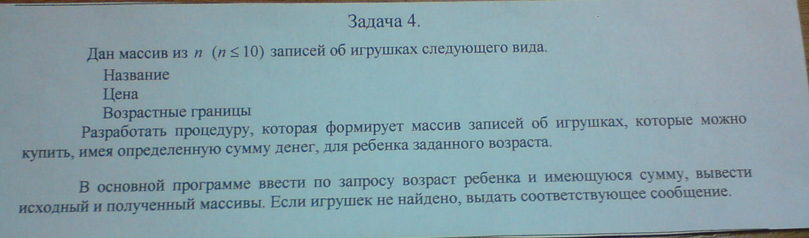 Задача 4.
Дан массив из n (n ≤ 10) записей об игрушках следующего вида.
Название
Цена
Возрастные границы
Разработать процедуру, которая формирует массив записей об игрушках, которые можно
купить, имея определенную сумму денег, для ребенка заданного возраста.
В основной программе ввести по запросу возраст ребенка и имеющуюся сумму, вывести
исходный и полученный массивы. Если игрушек не найдено, выдать соответствующее сообщение.